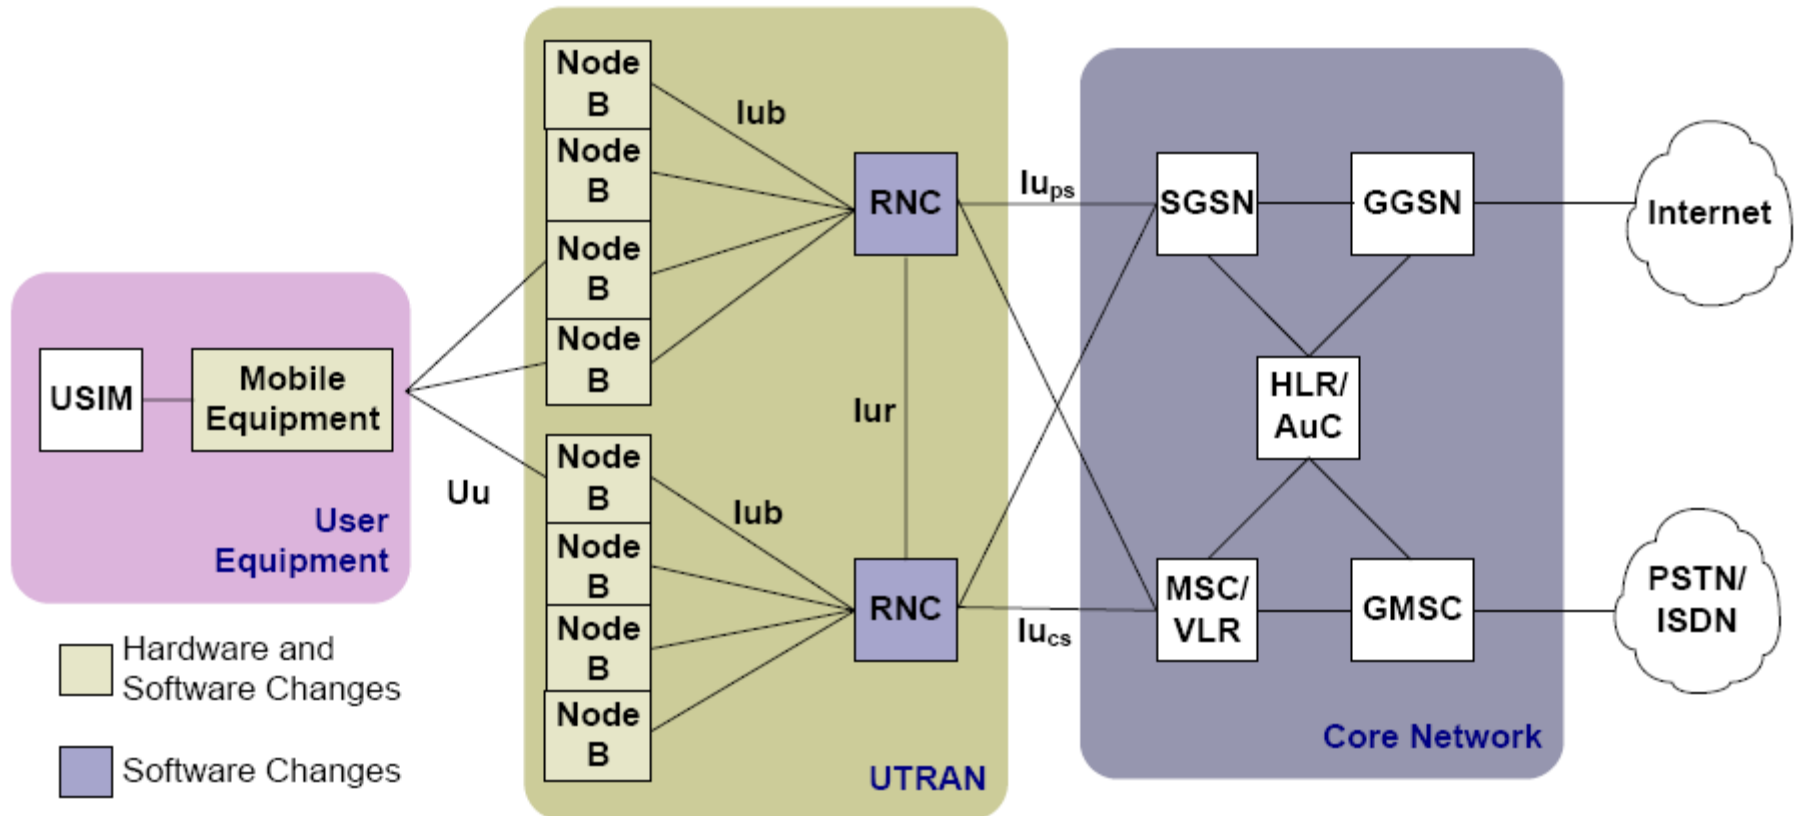 Node
B
Node
B
Node
B
Node
B
Iub
RNC
Iups
SGSN
GGSN
Internet
USIM
Mobile
Equipment
User
Equipment
Uu
Iur
HLR/
AuC
Node
B
Node
B
Node
B
Node
B
Iub
RNC
Iucs
MSC/
VLR
GMSC
PSTN/
ISDN
UTRAN
Core Network
Hardware and
Software Changes
Software Changes